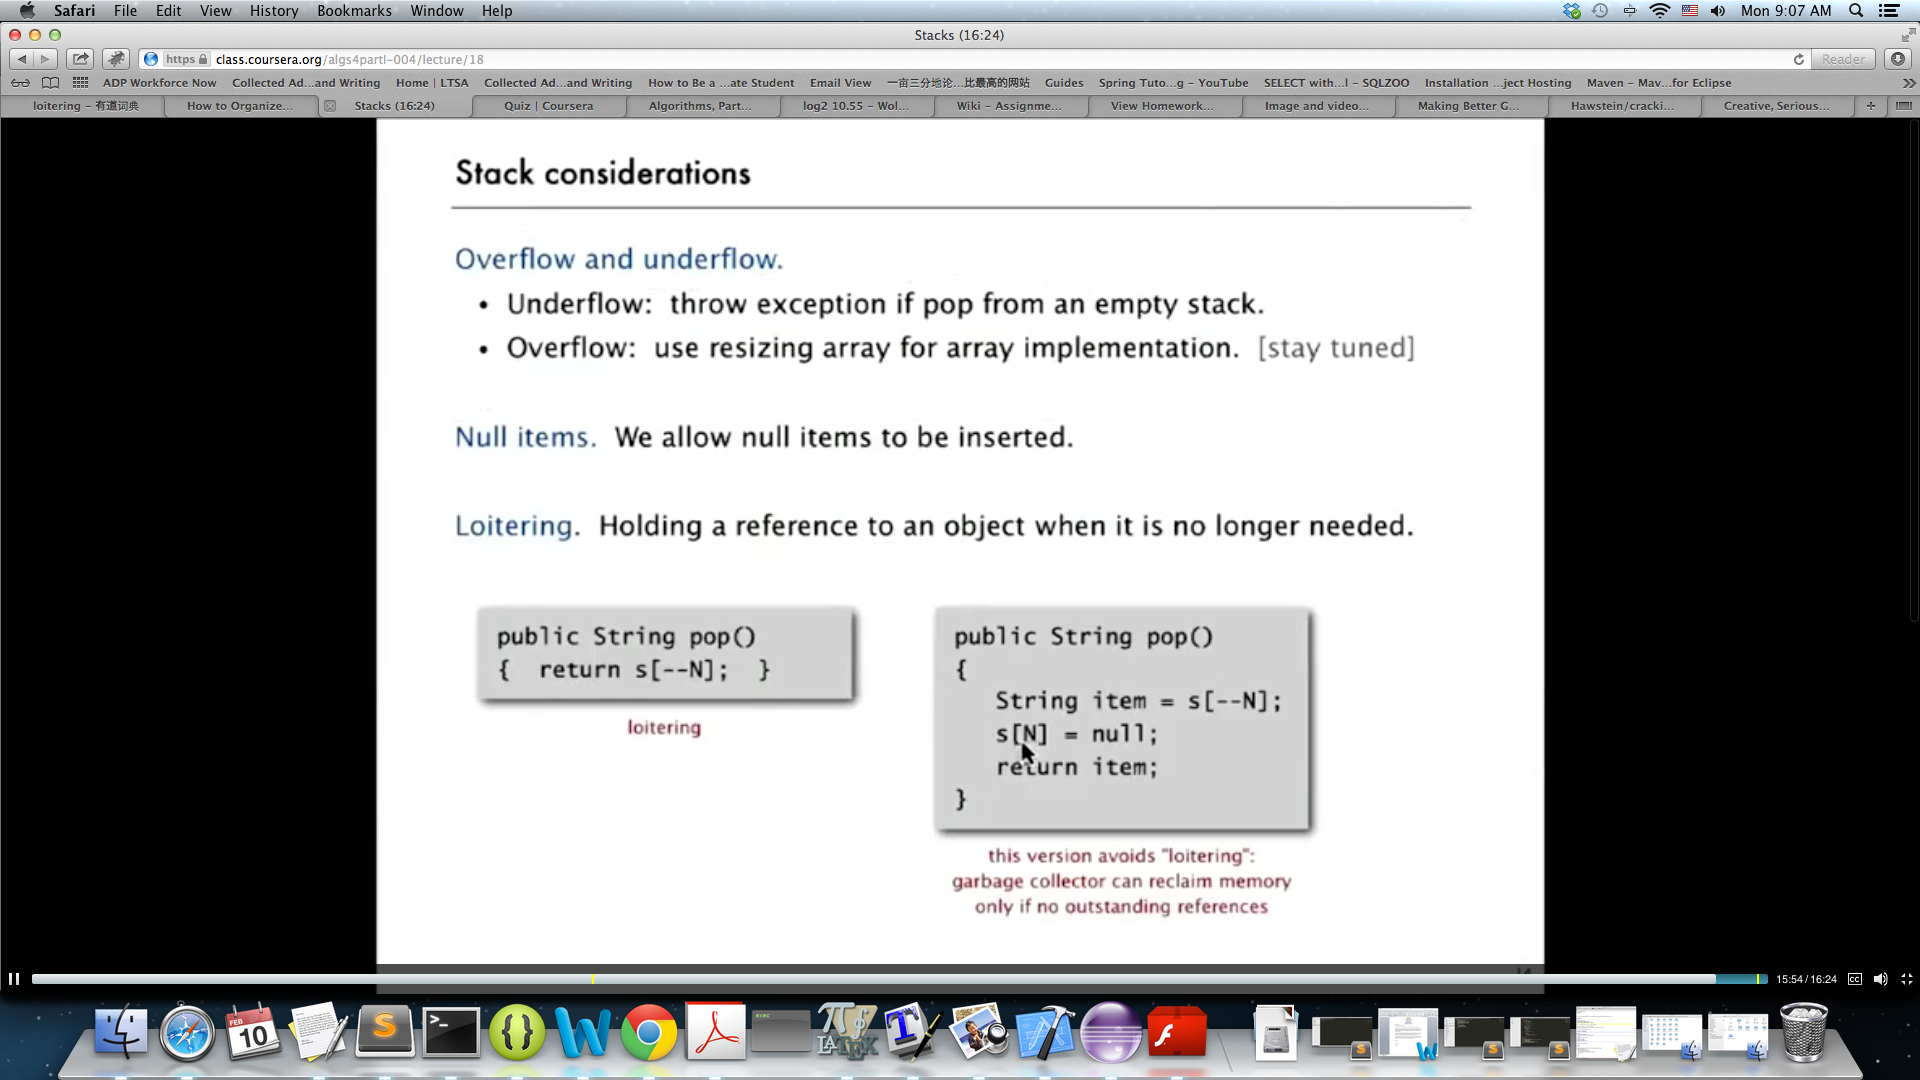 Safari File Edit View History Bookmarks Window Help Mon 9:07 AM
Stacks (16:24)
https class.coursera.org/algs4partI-004/lecture/18 Reader
ADP Workforce Now Collected Ad...and Writing Home | LTSA Collected Ad...and Writing How to Be a ...ate Student Email View 一亩三分地论...比最高的网站 Guides Spring Tuto...g – YouTube SELECT with...l – SQLZOO Installation ...ject Hosting Maven – Mav...for Eclipse
loitering – 有道词典 How to Organize... Stacks (16:24) Quiz | Coursera Algorithms, Part... log2 10.55 – Wol... Wiki – Assignme... View Homework... Image and video... Making Better G... Hawstein/cracki... Creative, Serious...
Stack considerations
Overflow and underflow.
• Underflow: throw exception if pop from an empty stack.
• Overflow: use resizing array for array implementation. [stay tuned]
Null items. We allow null items to be inserted.
Loitering. Holding a reference to an object when it is no longer needed.
public String pop()
{ return s[--N]; }
loitering
public String pop()
{
String item = s[--N];
s[N] = null;
return item;
}
this version avoids "loitering":
garbage collector can reclaim memory
only if no outstanding references
15:54 / 16:24 CC
FEB
10
exec
LATEX